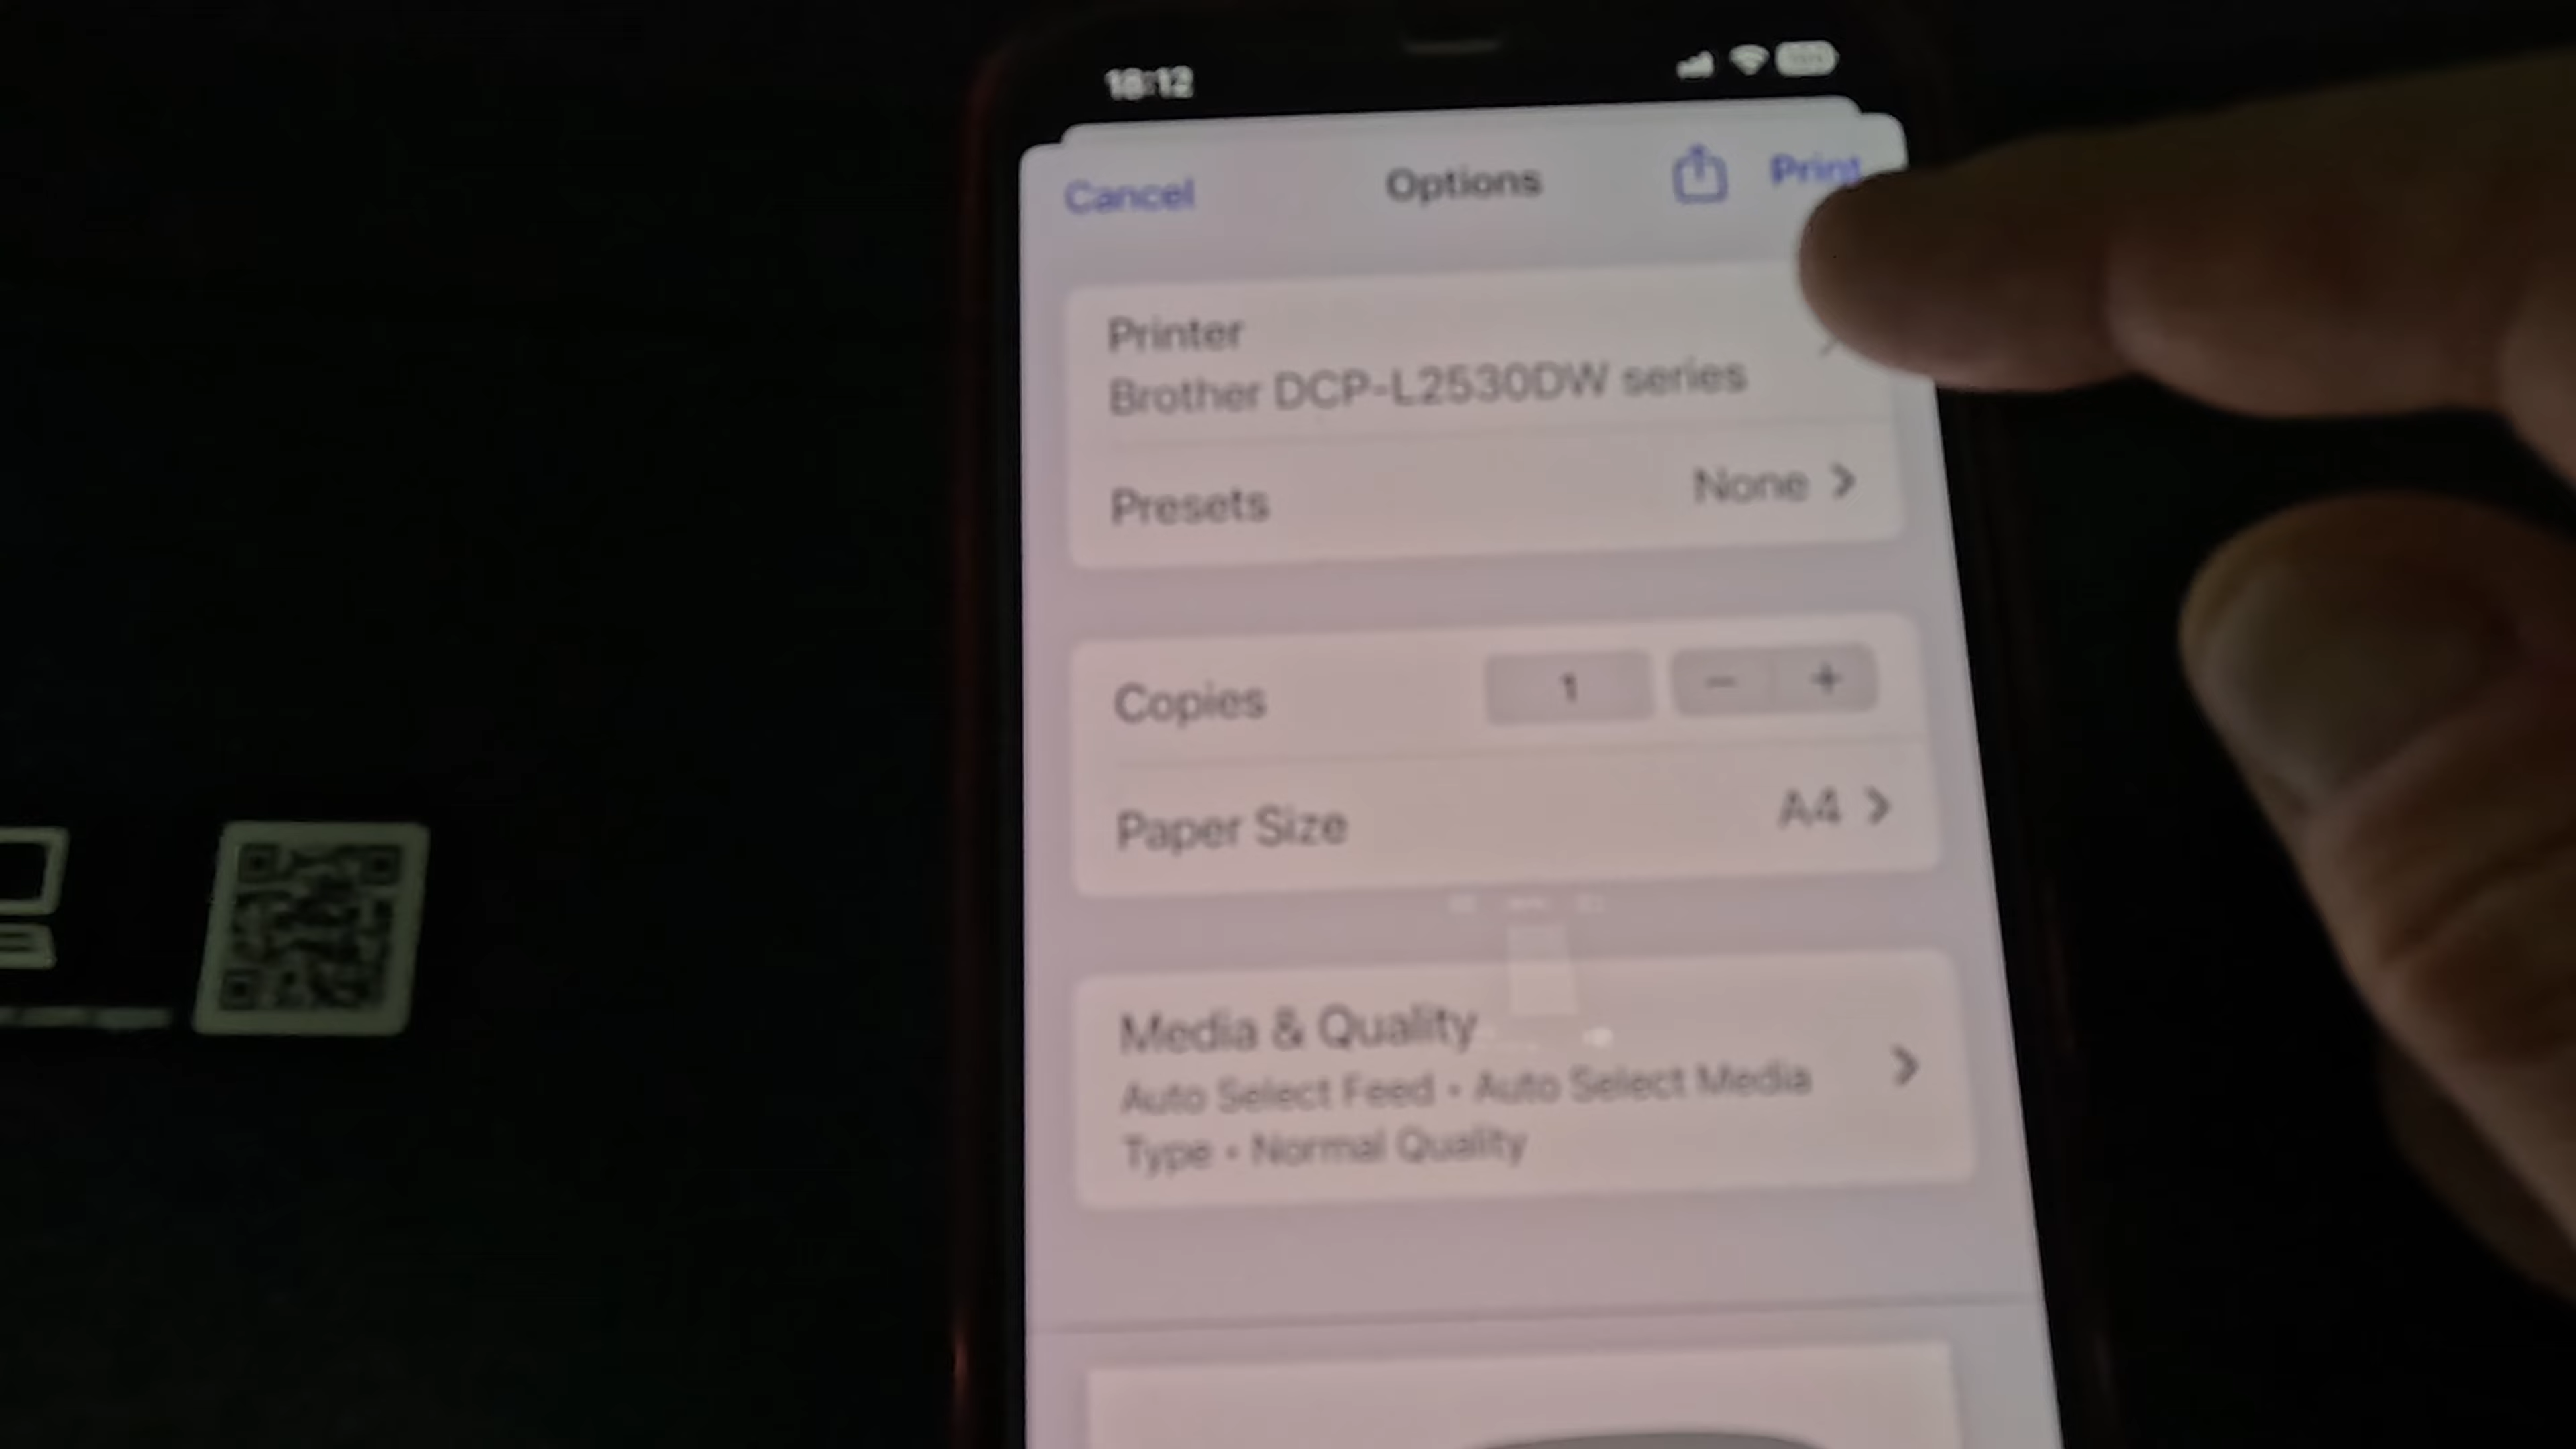 18:12
Cancel Options Print
Printer
Brother DCP-L2530DW series
Presets None
Copies 1 − +
Paper Size A4
Media & Quality
Auto Select Feed • Auto Select Media
Type • Normal Quality